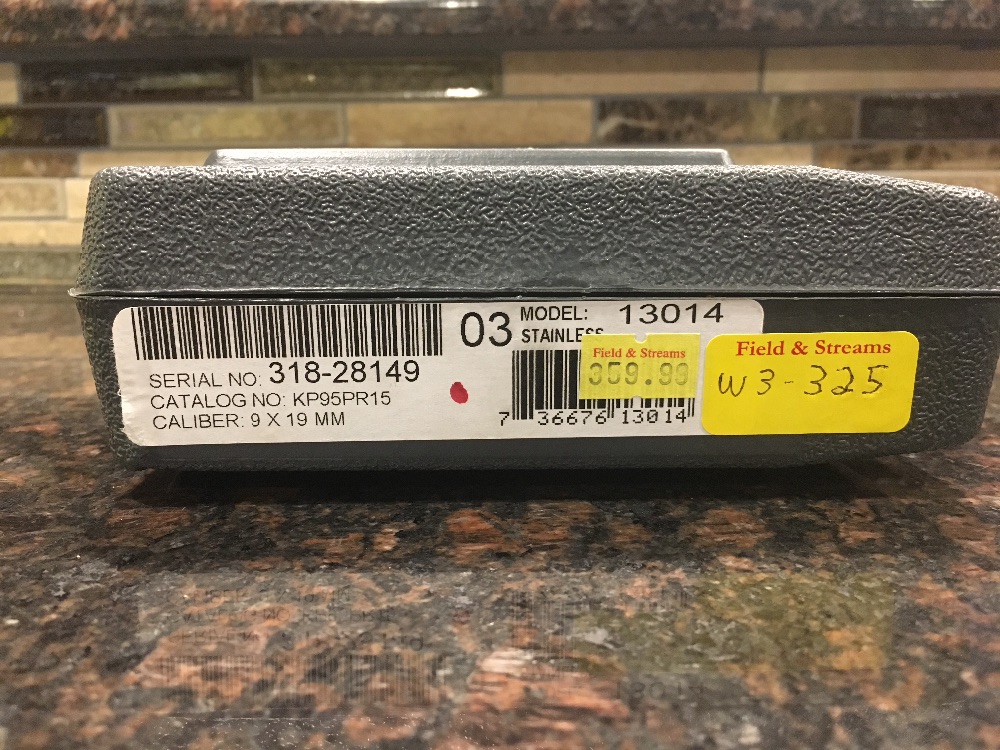 03
MODEL: 13014
STAINLESS
SERIAL NO: 318-28149
CATALOG NO: KP95PR15
CALIBER: 9 X 19 MM
7 36676 13014
Field & Streams
359.99
Field & Streams
W3-325